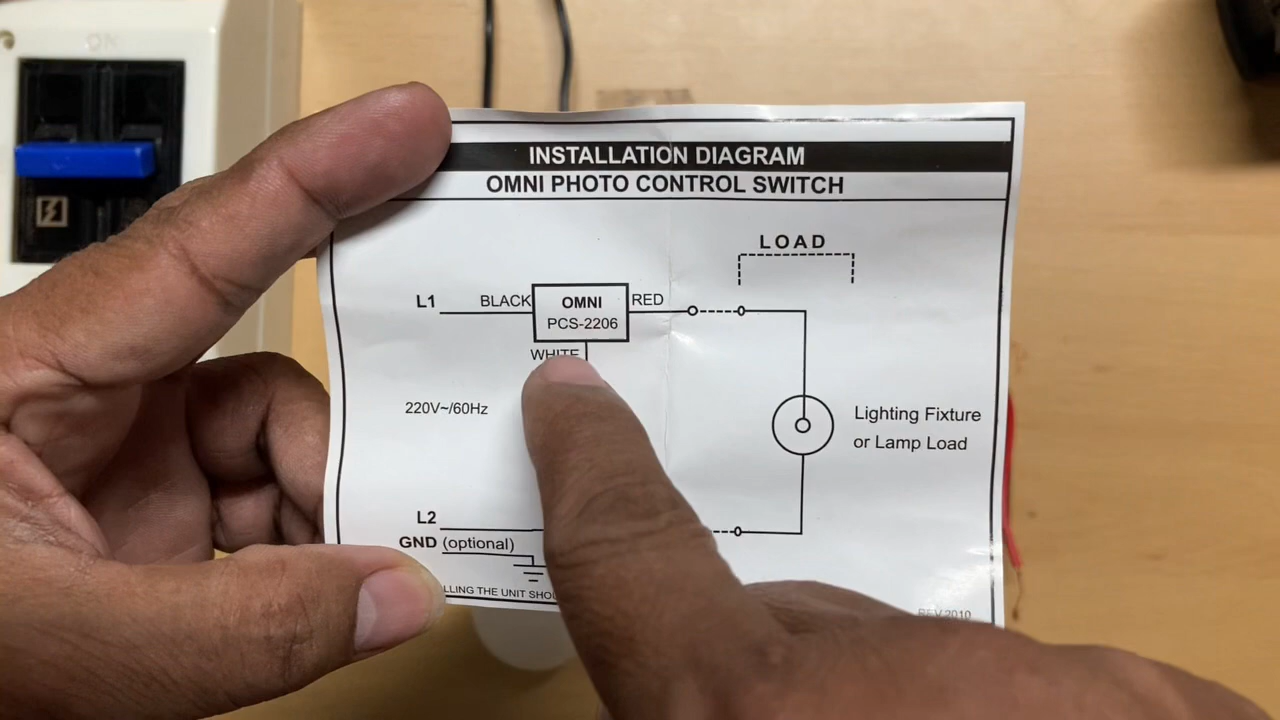 ON
INSTALLATION DIAGRAM
OMNI PHOTO CONTROL SWITCH
LOAD
L1 BLACK OMNI RED
PCS-2206
WHITE
220V~/60Hz
Lighting Fixture
or Lamp Load
L2
GND (optional)
LLING THE UNIT
REV.2010